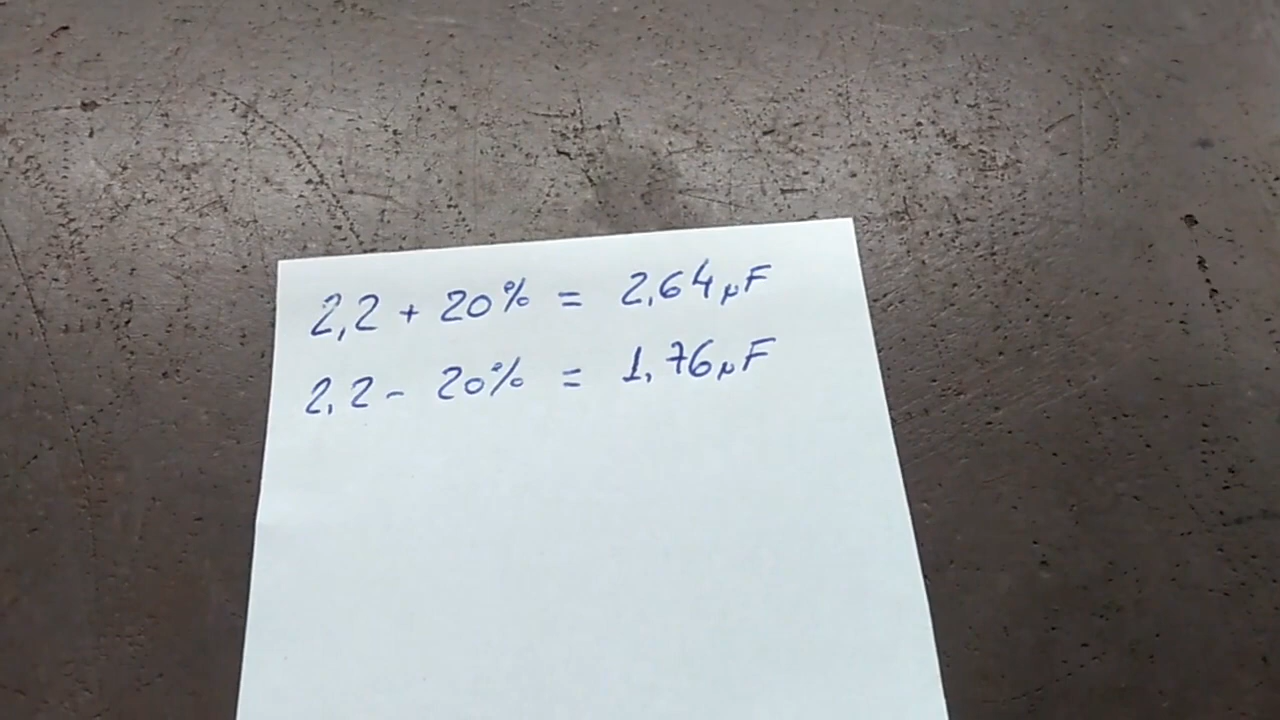 2,2 + 20% = 2,64µF
2,2 - 20% = 1,76µF